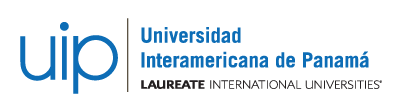 uip
Universidad
Interamericana de Panamá
LAUREATE INTERNATIONAL UNIVERSITIES®